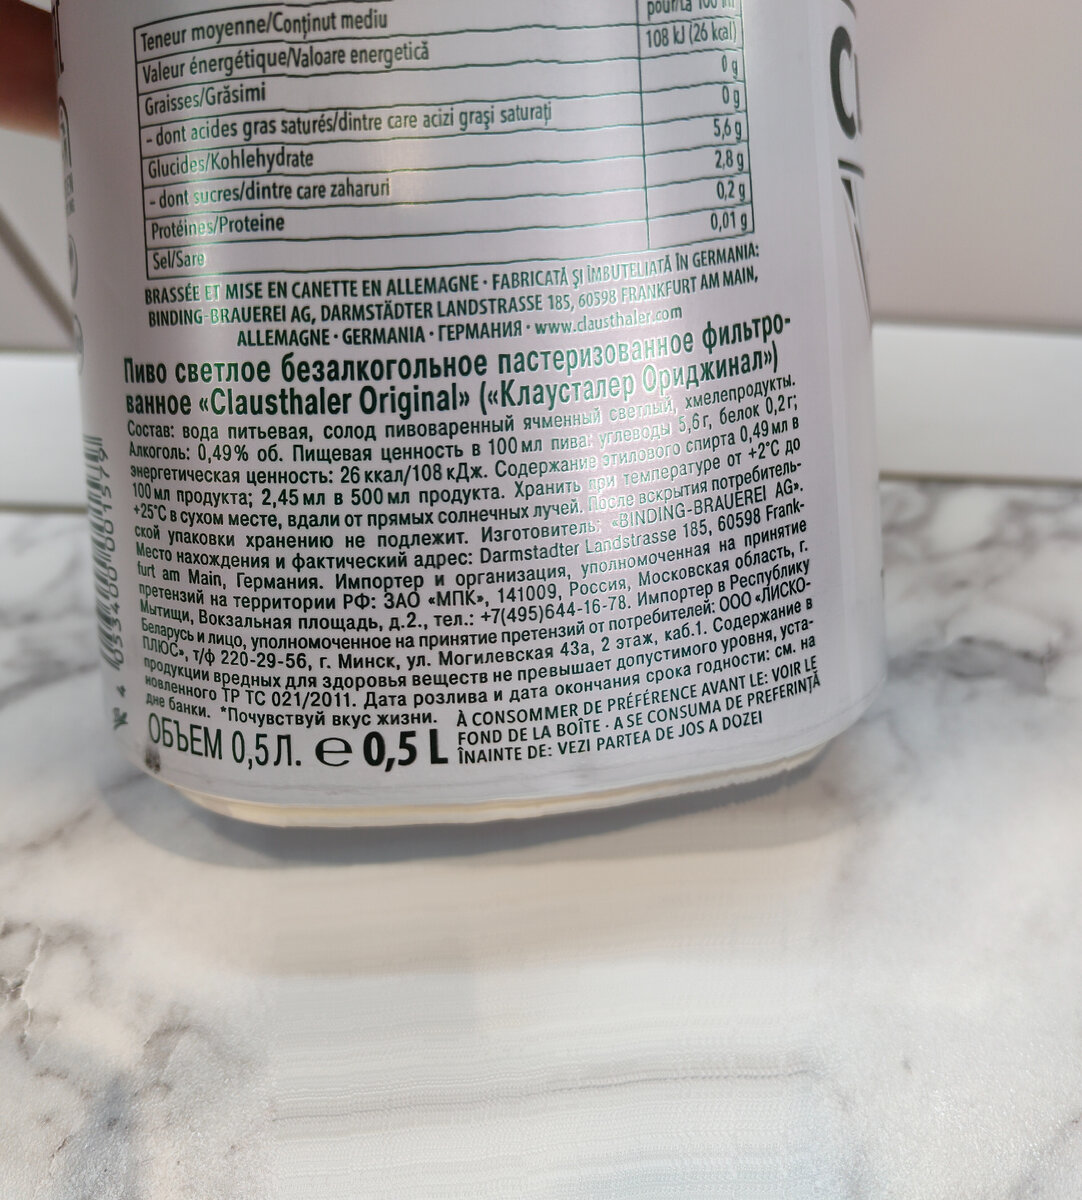 Teneur moyenne/Conținut mediu
pour/La 100 ml
Valeur énergétique/Valoare energetică
108 kJ (26 kcal)
Graisses/Grăsimi
0 g
- dont acides gras saturés/dintre care acizi grași saturați
0 g
Glucides/Kohlehydrate
5,6 g
- dont sucres/dintre care zaharuri
2,8 g
Protéines/Proteine
0,2 g
Sel/Sare
0,01 g
BRASSÉE ET MISE EN CANETTE EN ALLEMAGNE · FABRICATĂ ȘI ÎMBUTELIATĂ ÎN GERMANIA:
BINDING-BRAUEREI AG, DARMSTÄDTER LANDSTRASSE 185, 60598 FRANKFURT AM MAIN,
ALLEMAGNE · GERMANIA · ГЕРМАНИЯ · www.clausthaler.com
Пиво светлое безалкогольное пастеризованное фильтро-
ванное «Clausthaler Original» («Клаусталер Ориджинал»)
Состав: вода питьевая, солод пивоваренный ячменный светлый, хмелепродукты.
Алкоголь: 0,49% об. Пищевая ценность в 100 мл пива: углеводы 5,6 г, белок 0,2 г;
энергетическая ценность: 26 ккал/108 кДж. Содержание этилового спирта 0,49 мл в
100 мл продукта; 2,45 мл в 500 мл продукта. Хранить при температуре от +2°C до
+25°C в сухом месте, вдали от прямых солнечных лучей. После вскрытия потребитель-
ской упаковки хранению не подлежит. Изготовитель: «BINDING-BRAUEREI AG».
Место нахождения и фактический адрес: Darmstadter Landstrasse 185, 60598 Frank-
furt am Main, Германия. Импортер и организация, уполномоченная на принятие
претензий на территории РФ: ЗАО «МПК», 141009, Россия, Московская область, г.
Мытищи, Вокзальная площадь, д.2., тел.: +7(495)644-16-78. Импортер в Республику
Беларусь и лицо, уполномоченное на принятие претензий от потребителей: ООО «ЛИСКО-
ПЛЮС», т/ф 220-29-56, г. Минск, ул. Могилевская 43а, 2 этаж, каб.1. Содержание в
продукции вредных для здоровья веществ не превышает допустимого уровня, уста-
новленного ТР ТС 021/2011. Дата розлива и дата окончания срока годности: см. на
дне банки. *Почувствуй вкус жизни.
À CONSOMMER DE PRÉFÉRENCE AVANT LE: VOIR LE
FOND DE LA BOÎTE · A SE CONSUMA DE PREFERINȚĂ
ÎNAINTE DE: VEZI PARTEA DE JOS A DOZEI
ОБЪЕМ 0,5Л. ℮ 0,5 L